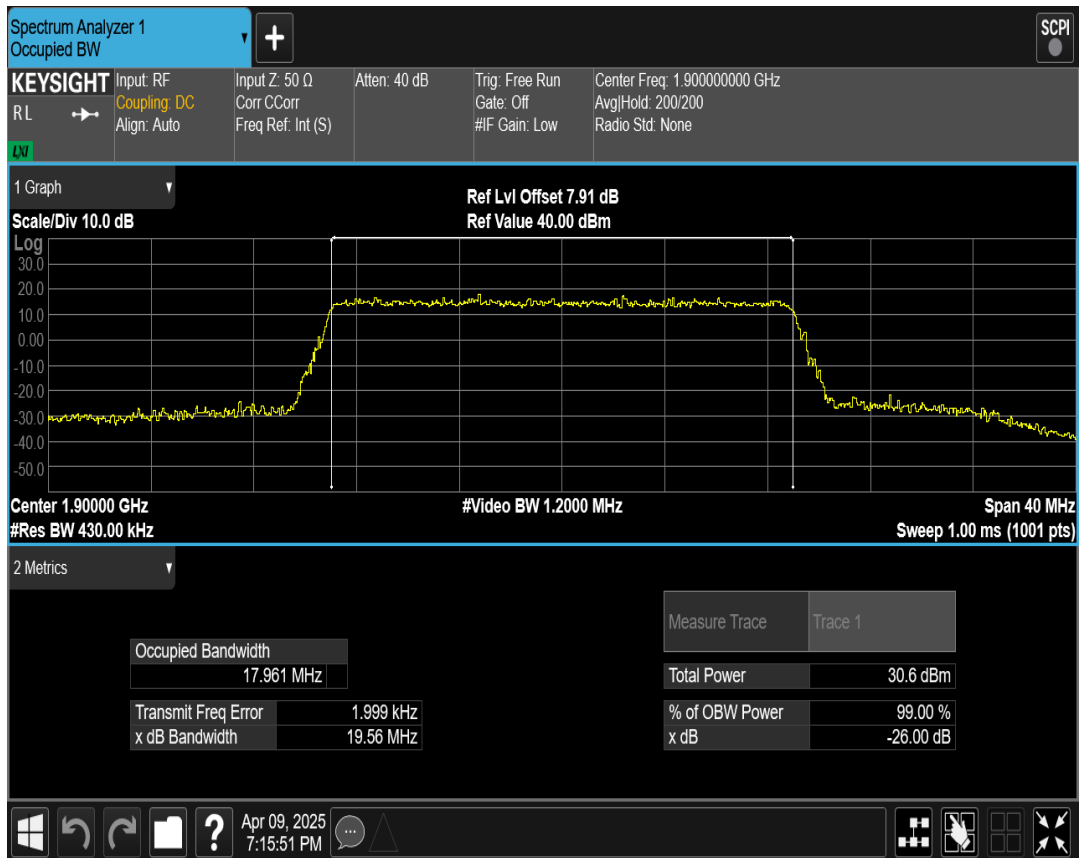 Spectrum Analyzer 1
Occupied BW
SCPI
KEYSIGHT
RL
LXI
Input: RF
Coupling: DC
Align: Auto
Input Z: 50 Ω
Corr CCorr
Freq Ref: Int (S)
Atten: 40 dB
Trig: Free Run
Gate: Off
#IF Gain: Low
Center Freq: 1.900000000 GHz
Avg|Hold: 200/200
Radio Std: None
1 Graph
Ref Lvl Offset 7.91 dB
Scale/Div 10.0 dB
Ref Value 40.00 dBm
Log
30.0
20.0
10.0
0.00
-10.0
-20.0
-30.0
-40.0
-50.0
Center 1.90000 GHz
#Video BW 1.2000 MHz
Span 40 MHz
#Res BW 430.00 kHz
Sweep 1.00 ms (1001 pts)
2 Metrics
Measure Trace Trace 1
Occupied Bandwidth
17.961 MHz
Total Power 30.6 dBm
Transmit Freq Error 1.999 kHz
% of OBW Power 99.00 %
x dB Bandwidth 19.56 MHz
x dB -26.00 dB
Apr 09, 2025
7:15:51 PM